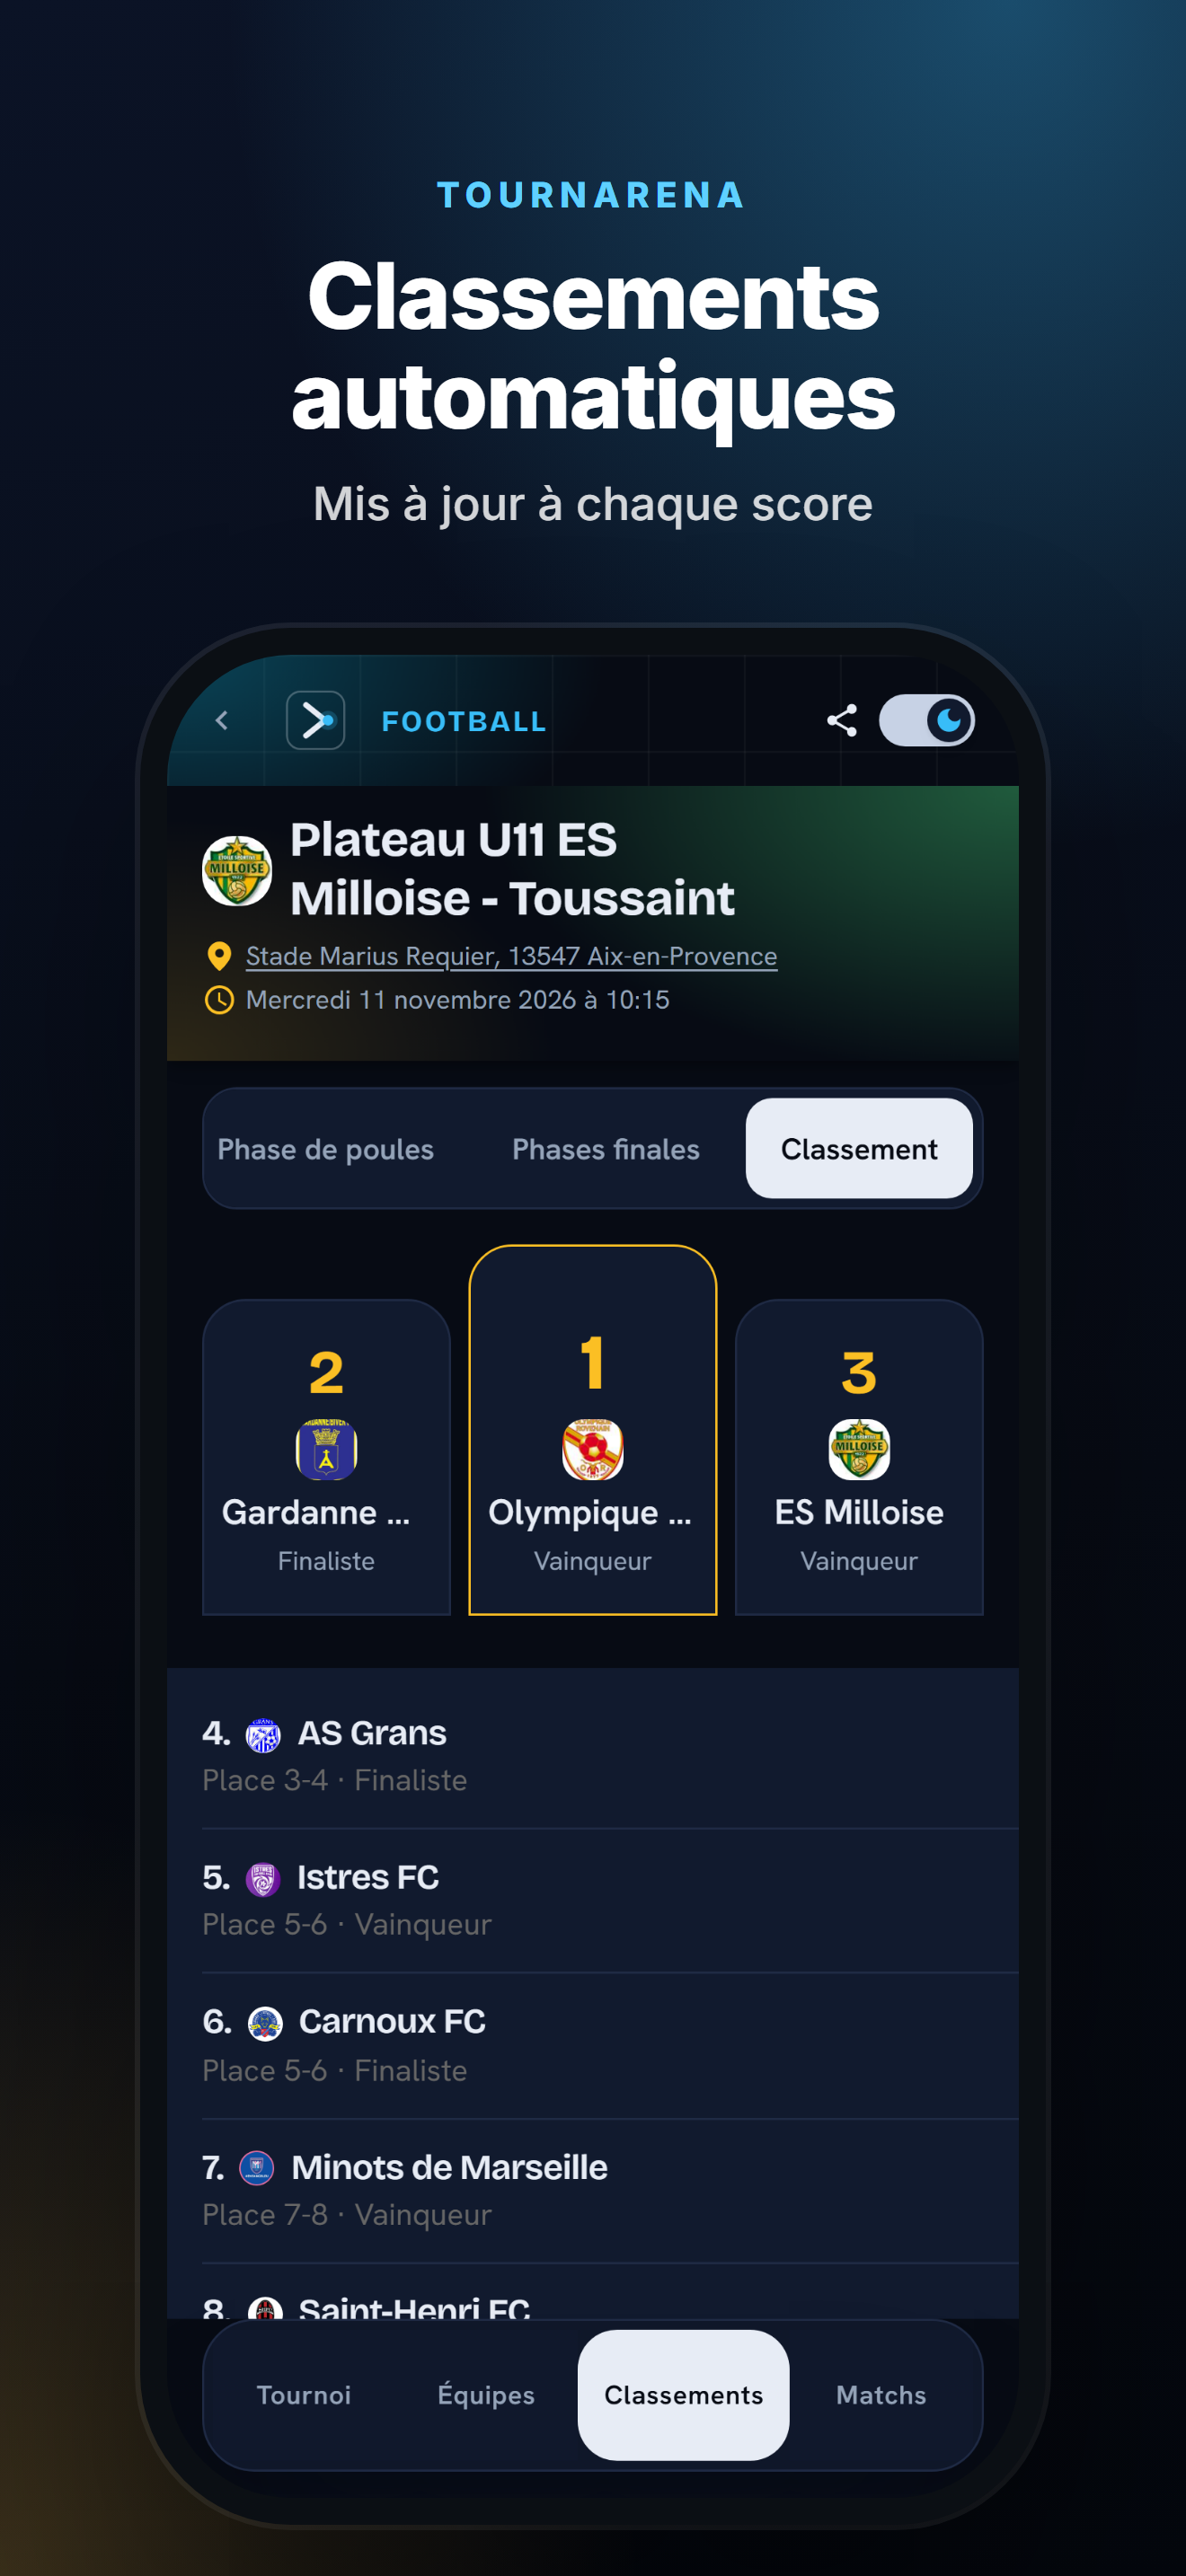 TOURNARENA
Classements
automatiques
Mis à jour à chaque score
FOOTBALL
Plateau U11 ES
Milloise - Toussaint
MILLOISE
Stade Marius Requier, 13547 Aix-en-Provence
Mercredi 11 novembre 2026 à 10:15
Phase de poules
Phases finales
Classement
2
Gardanne ...
Finaliste
1
Olympique ...
Vainqueur
3
MILLOISE
ES Milloise
Vainqueur
4. AS Grans
Place 3-4 · Finaliste
5. Istres FC
Place 5-6 · Vainqueur
6. Carnoux FC
Place 5-6 · Finaliste
7. Minots de Marseille
Place 7-8 · Vainqueur
8. Saint-Henri FC
Tournoi
Équipes
Classements
Matchs